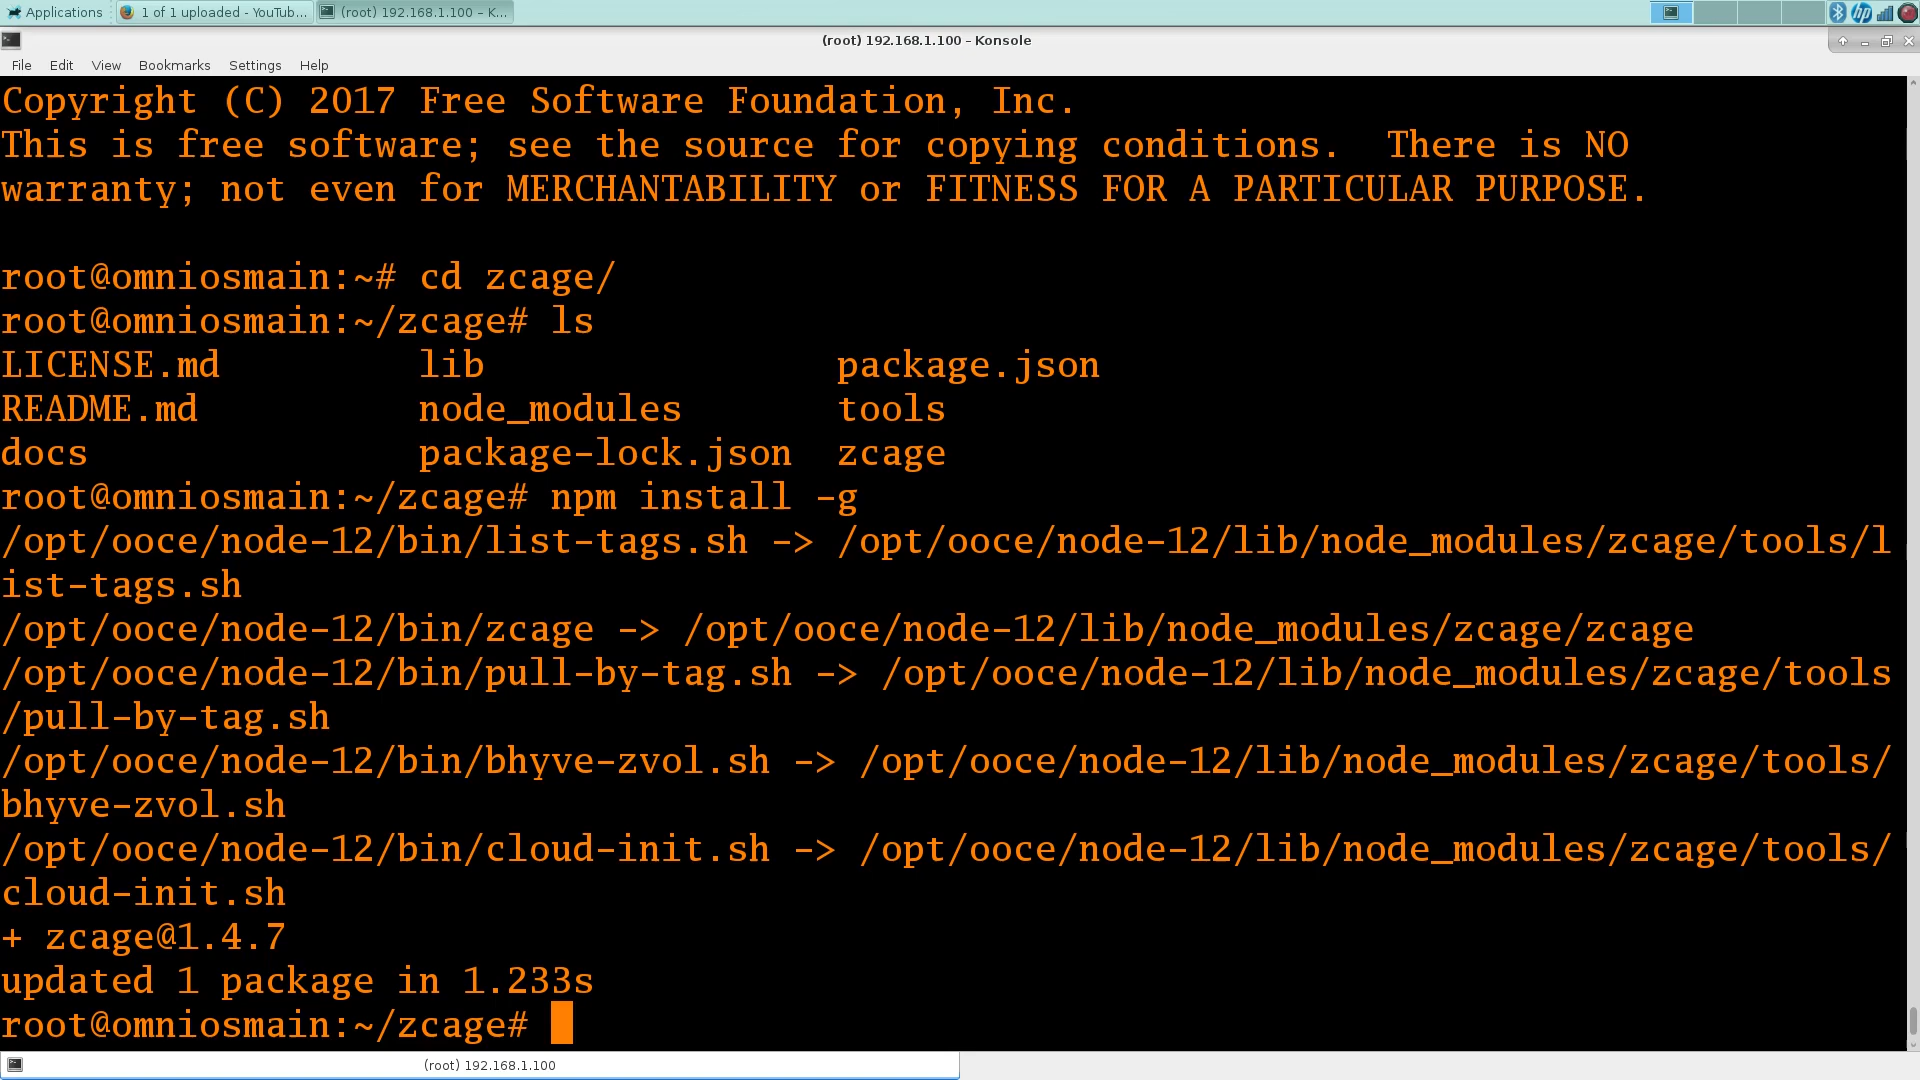 Applications
1 of 1 uploaded - YouTub...
(root) 192.168.1.100 – K...
(root) 192.168.1.100 – Konsole
File Edit View Bookmarks Settings Help
Copyright (C) 2017 Free Software Foundation, Inc.
This is free software; see the source for copying conditions.  There is NO
warranty; not even for MERCHANTABILITY or FITNESS FOR A PARTICULAR PURPOSE.
root@omniosmain:~# cd zcage/
root@omniosmain:~/zcage# ls
LICENSE.md lib package.json
README.md node_modules tools
docs package-lock.json zcage
root@omniosmain:~/zcage# npm install -g
/opt/ooce/node-12/bin/list-tags.sh -> /opt/ooce/node-12/lib/node_modules/zcage/tools/l
ist-tags.sh
/opt/ooce/node-12/bin/zcage -> /opt/ooce/node-12/lib/node_modules/zcage/zcage
/opt/ooce/node-12/bin/pull-by-tag.sh -> /opt/ooce/node-12/lib/node_modules/zcage/tools
/pull-by-tag.sh
/opt/ooce/node-12/bin/bhyve-zvol.sh -> /opt/ooce/node-12/lib/node_modules/zcage/tools/
bhyve-zvol.sh
/opt/ooce/node-12/bin/cloud-init.sh -> /opt/ooce/node-12/lib/node_modules/zcage/tools/
cloud-init.sh
+ zcage@1.4.7
updated 1 package in 1.233s
root@omniosmain:~/zcage#
(root) 192.168.1.100